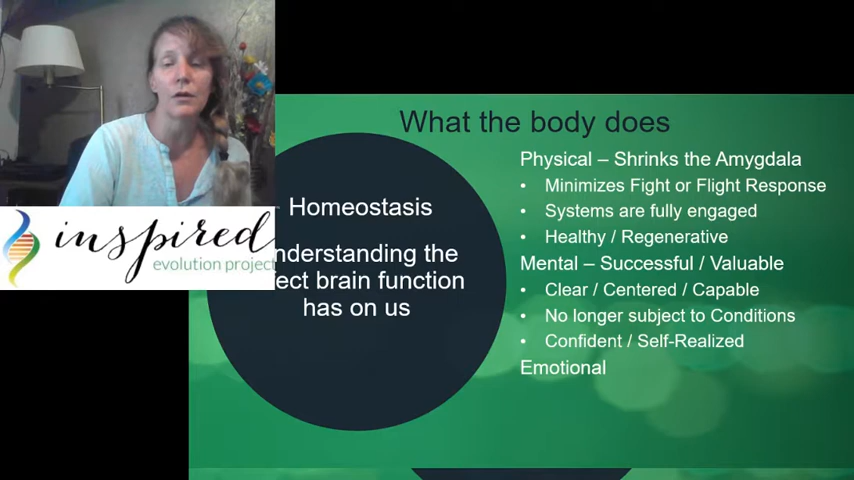 What the body does
Homeostasis
nderstanding the
ect brain function
has on us
Physical – Shrinks the Amygdala
• Minimizes Fight or Flight Response
• Systems are fully engaged
• Healthy / Regenerative
Mental – Successful / Valuable
• Clear / Centered / Capable
• No longer subject to Conditions
• Confident / Self-Realized
Emotional
inspired
evolution project